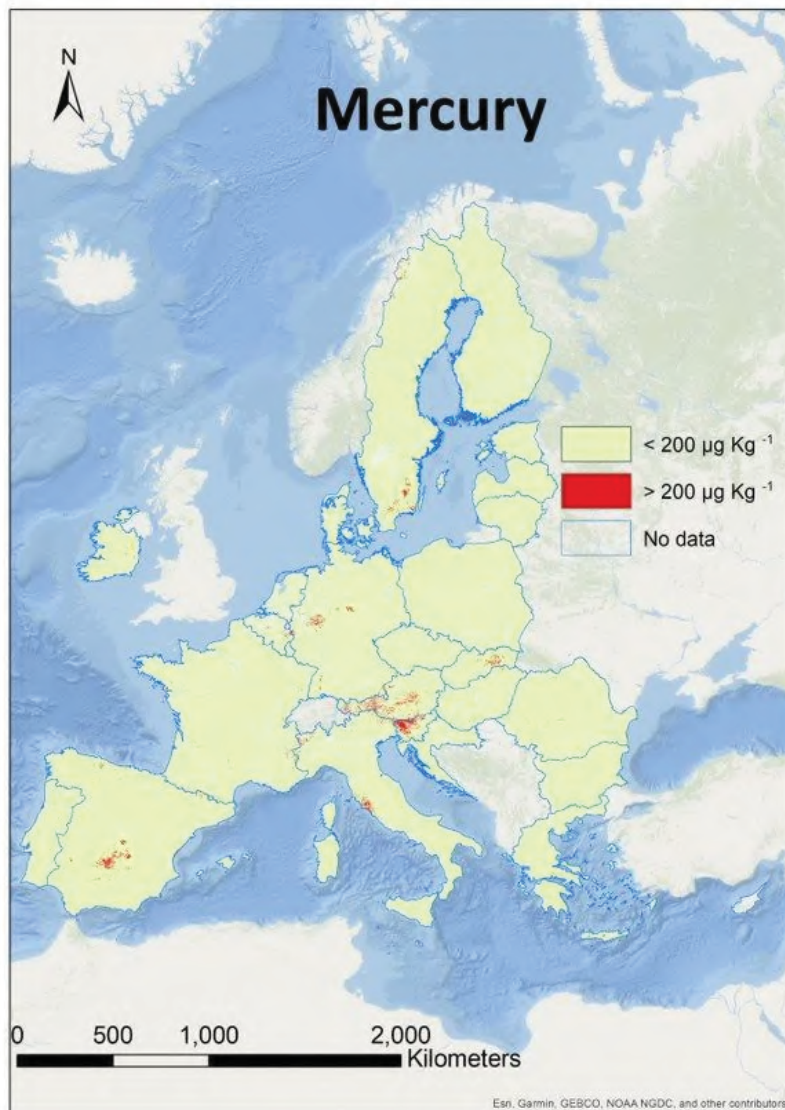 N
Mercury
< 200 µg Kg -1
> 200 µg Kg -1
No data
0 500 1,000 2,000
Kilometers
Esri, Garmin, GEBCO, NOAA NGDC, and other contributors